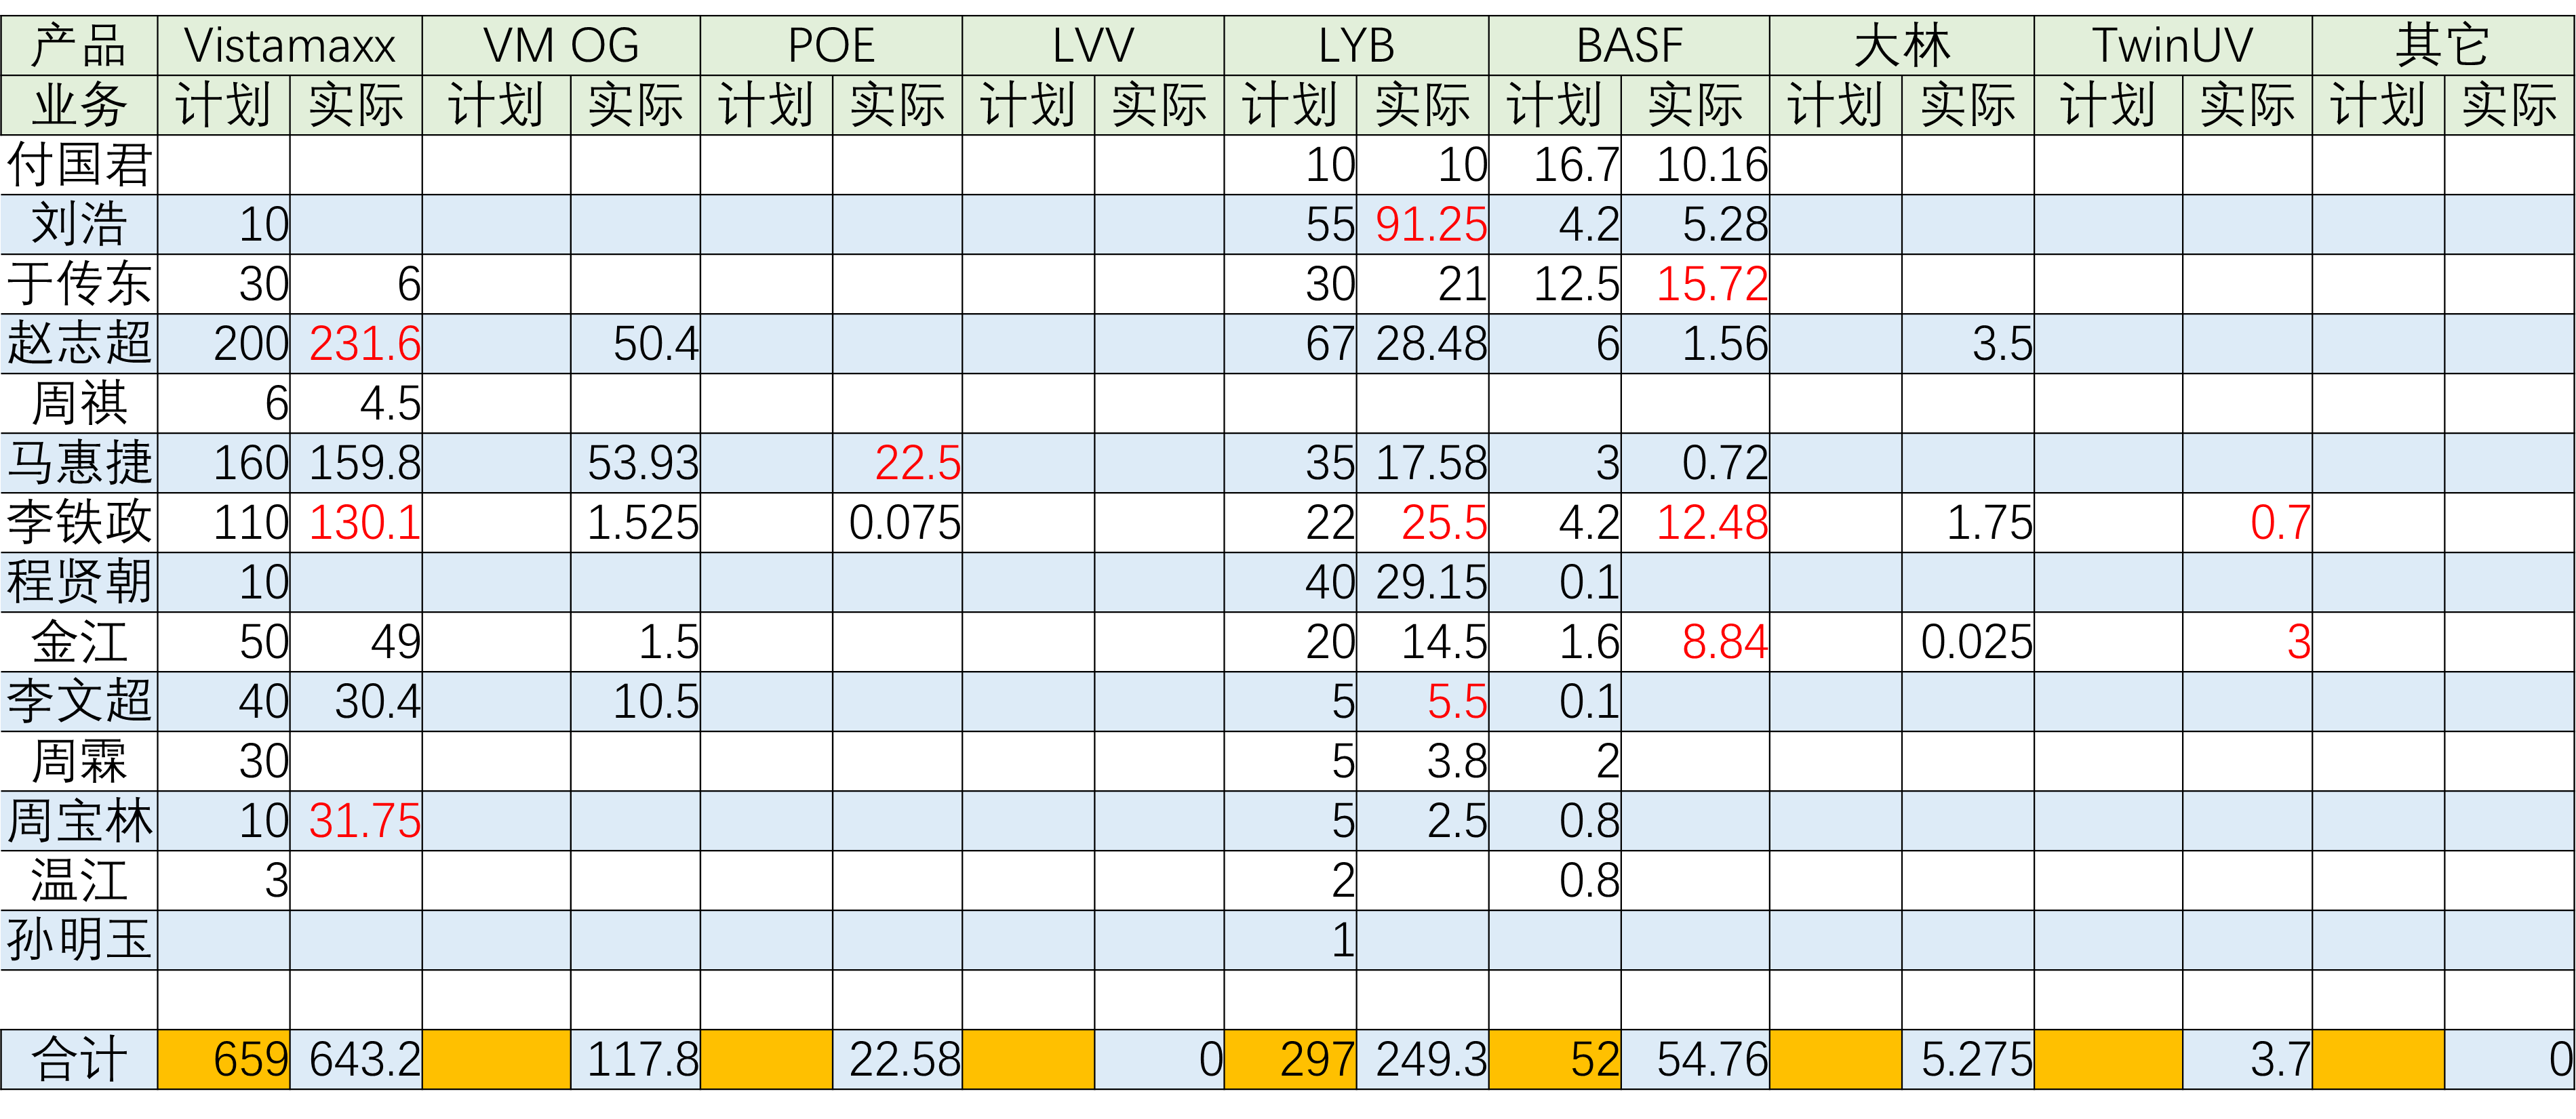 产品 Vistamaxx VM OG POE LVV LYB BASF 大林 TwinUV 其它
业务 计划 实际 计划 实际 计划 实际 计划 实际 计划 实际 计划 实际 计划 实际 计划 实际 计划 实际
付国君 10 10 16.7 10.16
刘浩 10 55 91.25 4.2 5.28
于传东 30 6 30 21 12.5 15.72
赵志超 200 231.6 50.4 67 28.48 6 1.56 3.5
周祺 6 4.5
马惠捷 160 159.8 53.93 22.5 35 17.58 3 0.72
李铁政 110 130.1 1.525 0.075 22 25.5 4.2 12.48 1.75 0.7
程贤朝 10 40 29.15 0.1
金江 50 49 1.5 20 14.5 1.6 8.84 0.025 3
李文超 40 30.4 10.5 5 5.5 0.1
周霖 30 5 3.8 2
周宝林 10 31.75 5 2.5 0.8
温江 3 2 0.8
孙明玉 1
合计 659 643.2 117.8 22.58 0 297 249.3 52 54.76 5.275 3.7 0